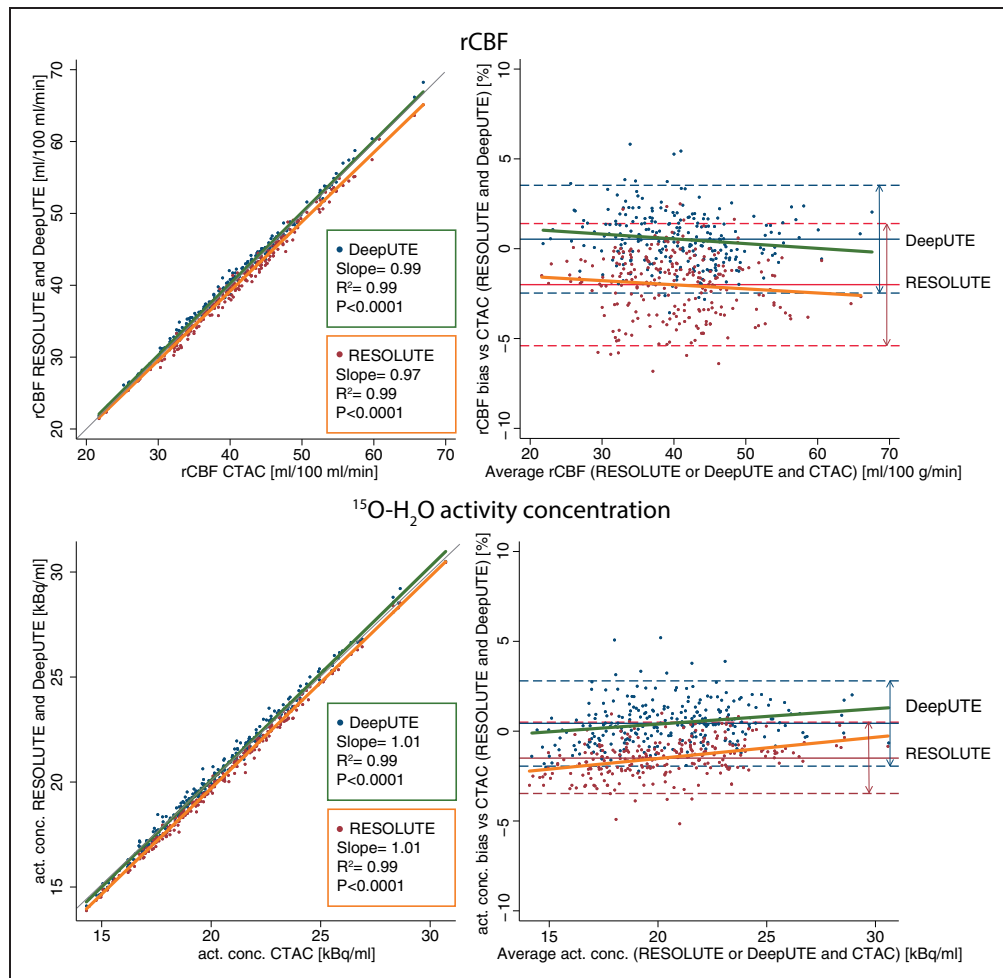 rCBF
rCBF RESOLUTE and DeepUTE [ml/100 ml/min]
70
60
50
40
30
20
DeepUTE
Slope= 0.99
R²= 0.99
P<0.0001
RESOLUTE
Slope= 0.97
R²= 0.99
P<0.0001
20 30 40 50 60 70
rCBF CTAC [ml/100 ml/min]
rCBF bias vs CTAC (RESOLUTE and DeepUTE) [%]
10
5
0
-5
-10
DeepUTE
RESOLUTE
20 30 40 50 60 70
Average rCBF (RESOLUTE or DeepUTE and CTAC) [ml/100 g/min]
¹⁵O-H₂O activity concentration
act. conc. RESOLUTE and DeepUTE [kBq/ml]
30
25
20
15
DeepUTE
Slope= 1.01
R²= 0.99
P<0.0001
RESOLUTE
Slope= 1.01
R²= 0.99
P<0.0001
15 20 25 30
act. conc. CTAC [kBq/ml]
act. conc. bias vs CTAC (RESOLUTE and DeepUTE) [%]
10
5
0
-5
-10
DeepUTE
RESOLUTE
15 20 25 30
Average act. conc. (RESOLUTE or DeepUTE and CTAC) [kBq/ml]